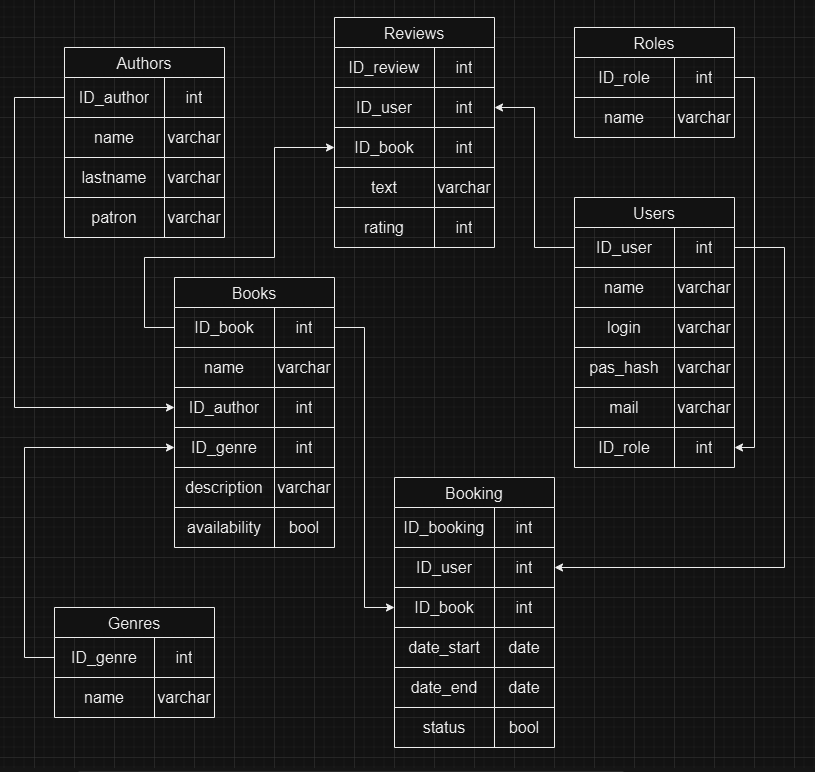 Authors
ID_author int
name varchar
lastname varchar
patron varchar
Reviews
ID_review int
ID_user int
ID_book int
text varchar
rating int
Roles
ID_role int
name varchar
Users
ID_user int
name varchar
login varchar
pas_hash varchar
mail varchar
ID_role int
Books
ID_book int
name varchar
ID_author int
ID_genre int
description varchar
availability bool
Booking
ID_booking int
ID_user int
ID_book int
date_start date
date_end date
status bool
Genres
ID_genre int
name varchar